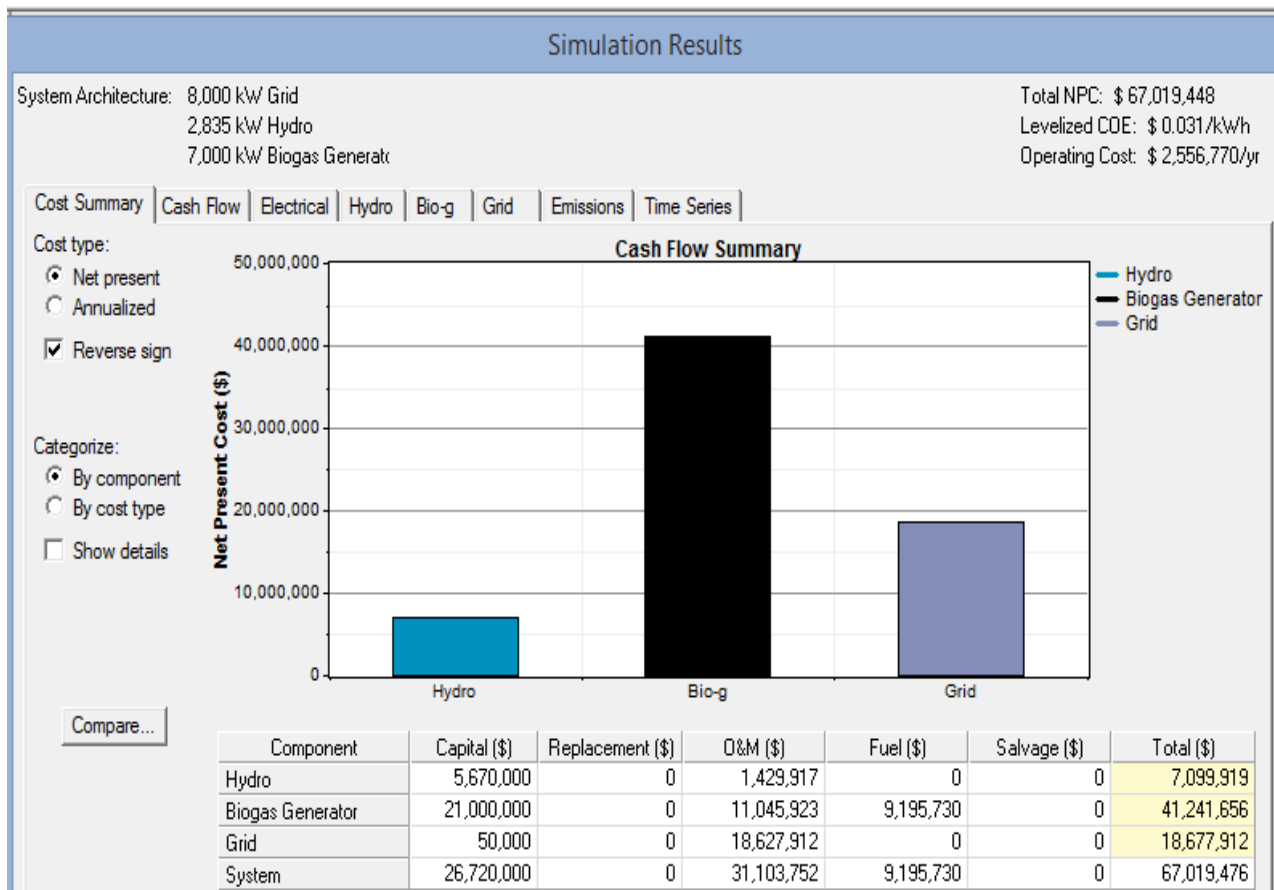 Simulation Results
System Architecture: 8,000 kW Grid
2,835 kW Hydro
7,000 kW Biogas Generato
Total NPC: $ 67,019,448
Levelized COE: $ 0.031/kWh
Operating Cost: $ 2,556,770/yr
Cost Summary Cash Flow Electrical Hydro Bio-g Grid Emissions Time Series
Cost type:
Net present
Annualized
Reverse sign
Categorize:
By component
By cost type
Show details
Compare...
Cash Flow Summary
Net Present Cost ($)
50,000,000
40,000,000
30,000,000
20,000,000
10,000,000
0
Hydro Bio-g Grid
Hydro
Biogas Generator
Grid
Component Capital ($) Replacement ($) O&M ($) Fuel ($) Salvage ($) Total ($)
Hydro 5,670,000 0 1,429,917 0 0 7,099,919
Biogas Generator 21,000,000 0 11,045,923 9,195,730 0 41,241,656
Grid 50,000 0 18,627,912 0 0 18,677,912
System 26,720,000 0 31,103,752 9,195,730 0 67,019,476